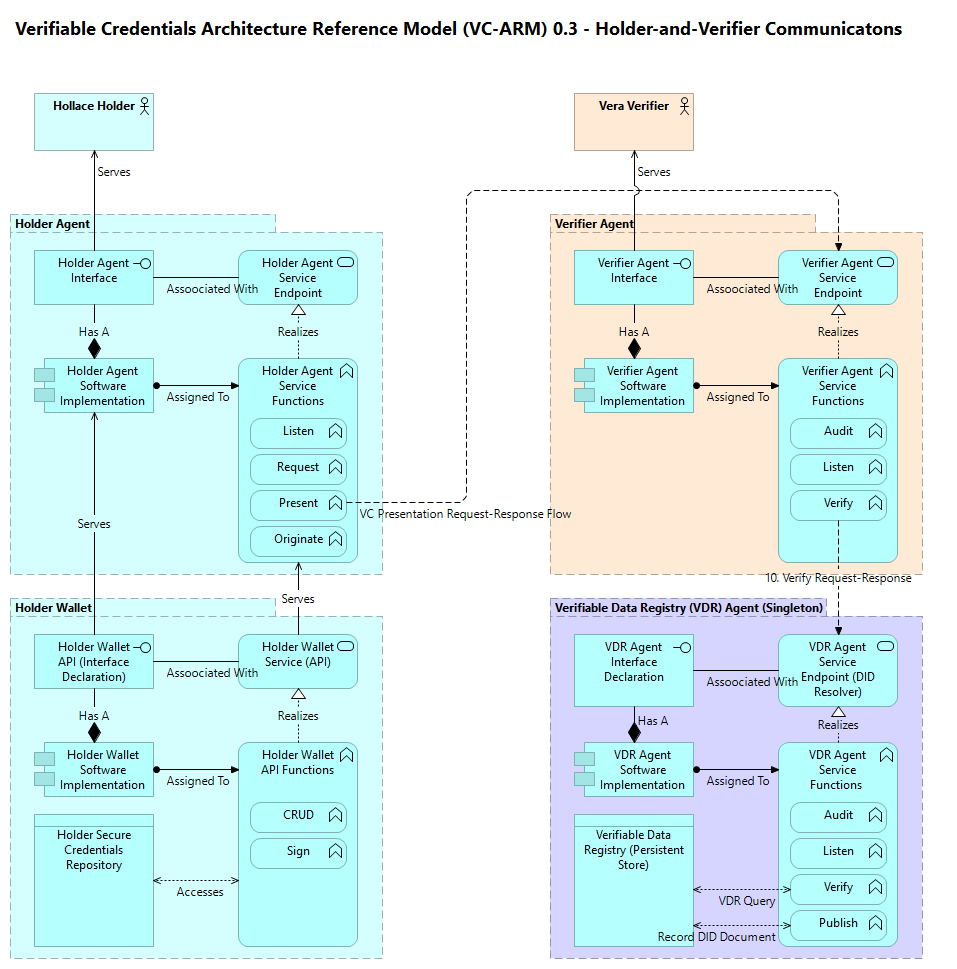 Verifiable Credentials Architecture Reference Model (VC-ARM) 0.3 - Holder-and-Verifier Communicatons
Hollace Holder
Vera Verifier
Serves
Serves
Holder Agent
Holder Agent
Interface
Assoociated With
Holder Agent
Service
Endpoint
Has A
Realizes
Holder Agent
Software
Implementation
Assigned To
Holder Agent
Service
Functions
Listen
Request
Present
Originate
VC Presentation Request-Response Flow
Serves
Serves
Verifier Agent
Verifier Agent
Interface
Assoociated With
Verifier Agent
Service
Endpoint
Has A
Realizes
Verifier Agent
Software
Implementation
Assigned To
Verifier Agent
Service
Functions
Audit
Listen
Verify
10. Verify Request-Response
Holder Wallet
Holder Wallet
API (Interface
Declaration)
Assoociated With
Holder Wallet
Service (API)
Has A
Realizes
Holder Wallet
Software
Implementation
Assigned To
Holder Wallet
API Functions
CRUD
Sign
Holder Secure
Credentials
Repository
Accesses
Verifiable Data Registry (VDR) Agent (Singleton)
VDR Agent
Interface
Declaration
Assoociated With
VDR Agent
Service
Endpoint (DID
Resolver)
Has A
Realizes
VDR Agent
Software
Implementation
Assigned To
VDR Agent
Service
Functions
Audit
Listen
Verify
Publish
Verifiable Data
Registry (Persistent
Store)
VDR Query
Record DID Document